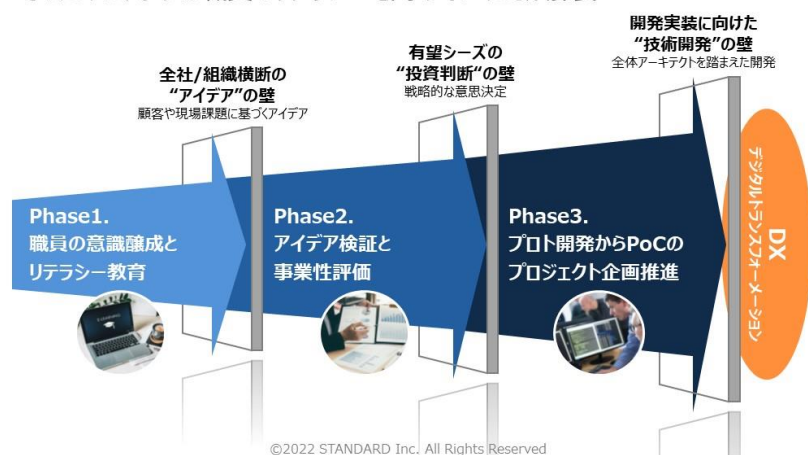 全社/組織横断の
“アイデア”の壁
顧客や現場課題に基づくアイデア
有望シーズの
“投資判断“の壁
戦略的な意思決定
開発実装に向けた
“技術開発”の壁
全体アーキテクトを踏まえた開発
Phase1.
職員の意識醸成と
リテラシー教育
Phase2.
アイデア検証と
事業性評価
Phase3.
プロト開発からPoCの
プロジェクト企画推進
DX
デジタルトランスフォーメーション
©2022 STANDARD Inc. All Rights Reserved